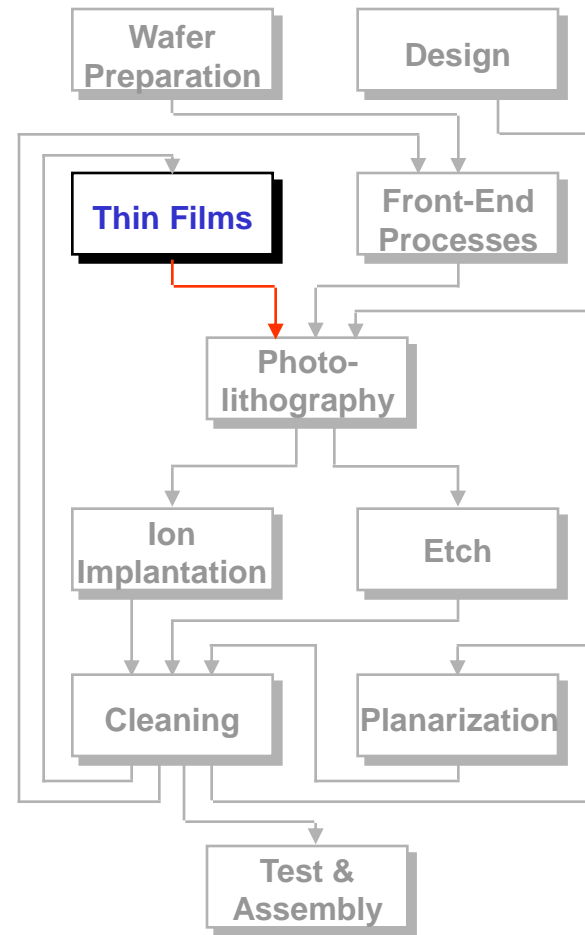 Wafer
Preparation
Design
Thin Films
Front-End
Processes
Photo-
lithography
Ion
Implantation
Etch
Cleaning
Planarization
Test &
Assembly